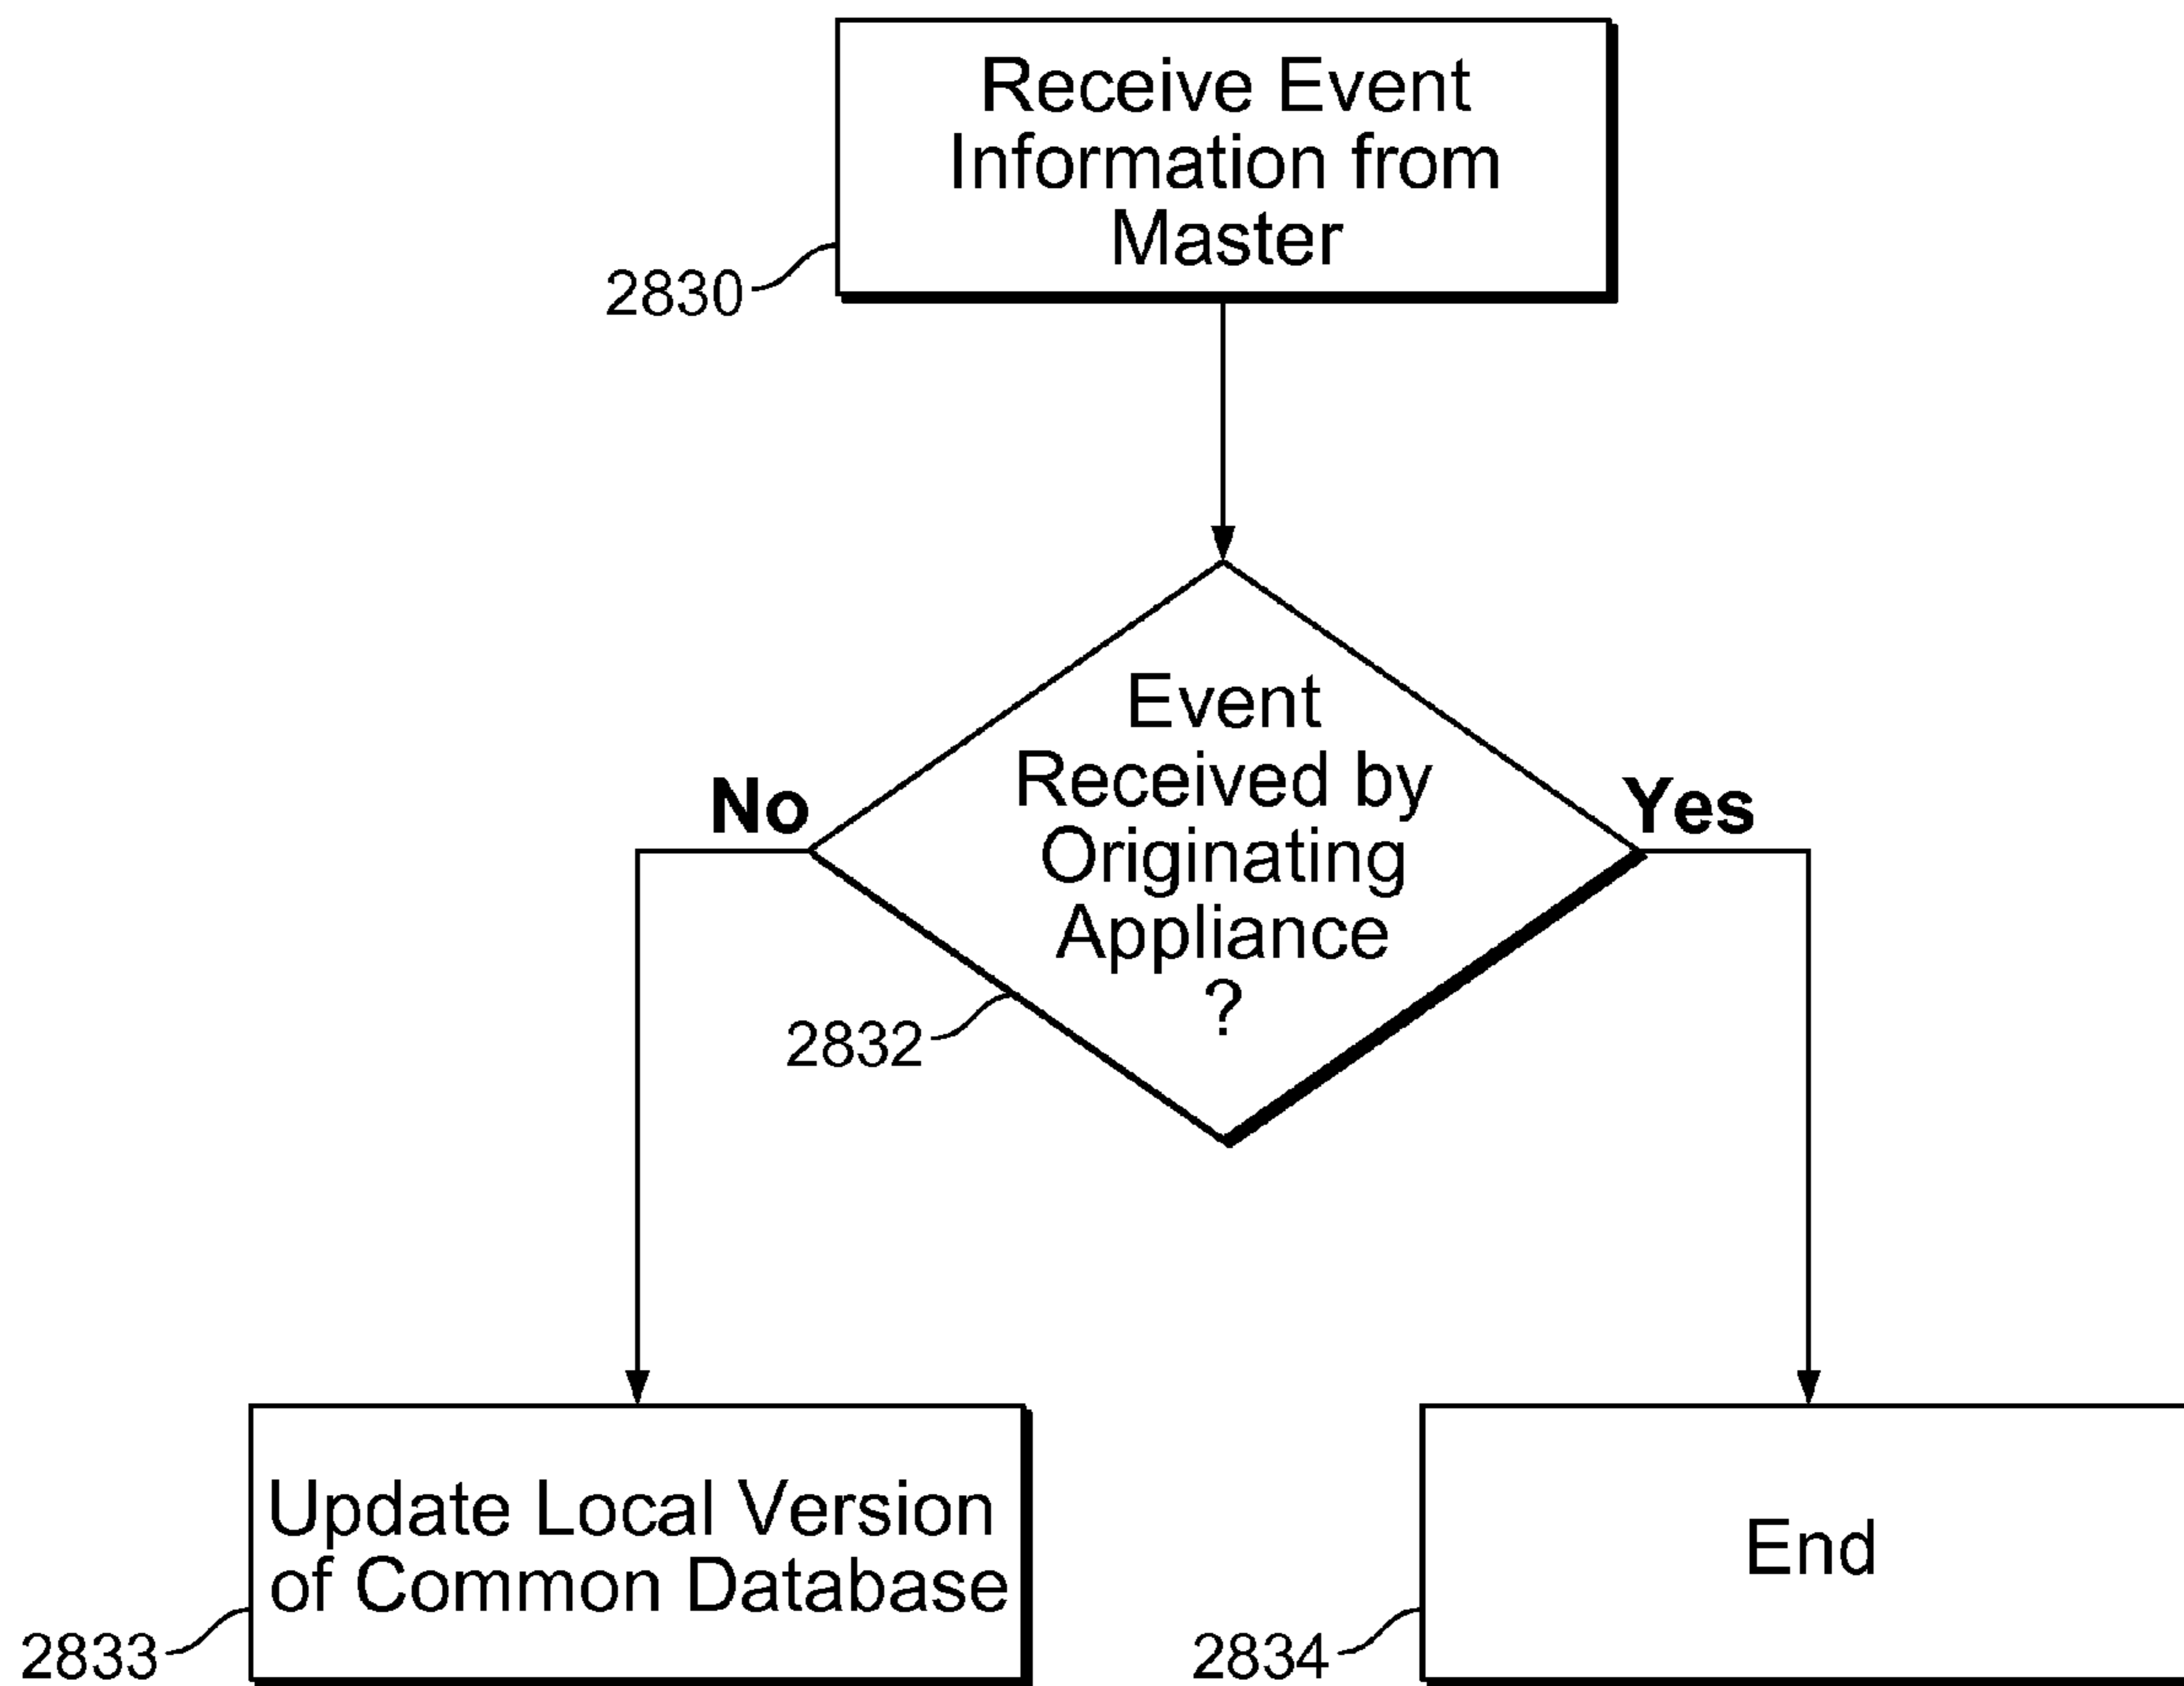 Receive Event
Information from
Master
2830
Event
Received by
Originating
Appliance
?
No
Yes
2832
Update Local Version
of Common Database
2833
End
2834